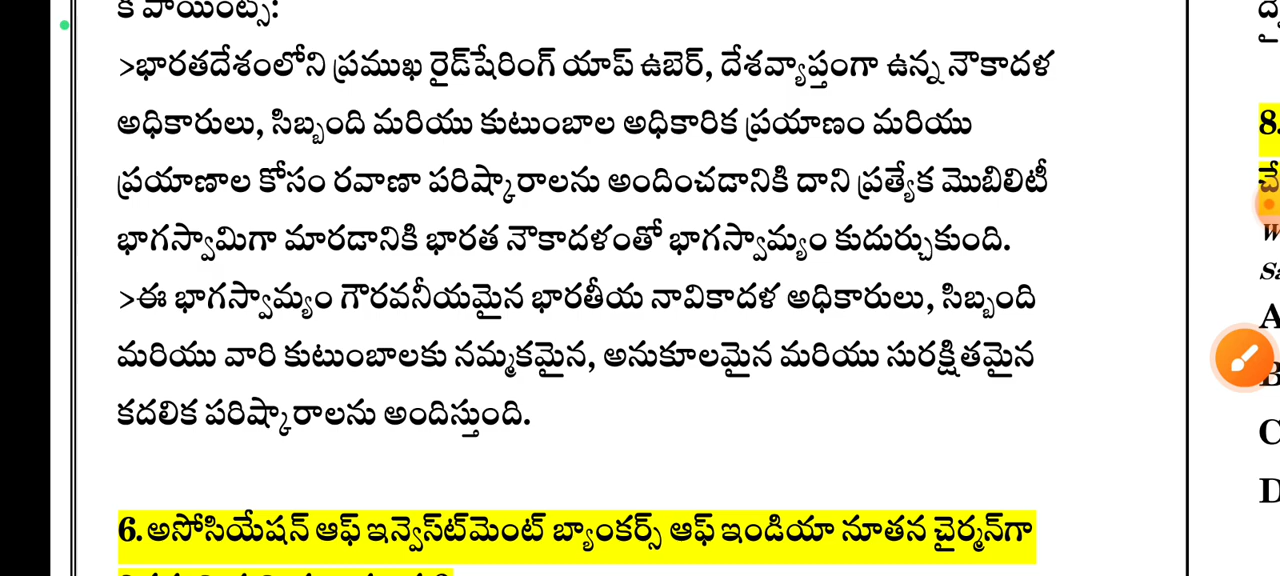 పాయింట్స్:
>భారతదేశంలోని ప్రముఖ రైడ్‌షేరింగ్ యాప్ ఉబెర్, దేశవ్యాప్తంగా ఉన్న నౌకాదళ
అధికారులు, సిబ్బంది మరియు కుటుంబాల అధికారిక ప్రయాణం మరియు
ప్రయాణాల కోసం రవాణా పరిష్కారాలను అందించడానికి దాని ప్రత్యేక మొబిలిటీ
భాగస్వామిగా మారడానికి భారత నౌకాదళంతో భాగస్వామ్యం కుదుర్చుకుంది.
>ఈ భాగస్వామ్యం గౌరవనీయమైన భారతీయ నావికాదళ అధికారులు, సిబ్బంది
మరియు వారి కుటుంబాలకు నమ్మకమైన, అనుకూలమైన మరియు సురక్షితమైన
కదలిక పరిష్కారాలను అందిస్తుంది.
6. అసోసియేషన్ ఆఫ్ ఇన్వెస్ట్‌మెంట్ బ్యాంకర్స్ ఆఫ్ ఇండియా నూతన చైర్మన్‌గా
8.
చే
A
B
C
D